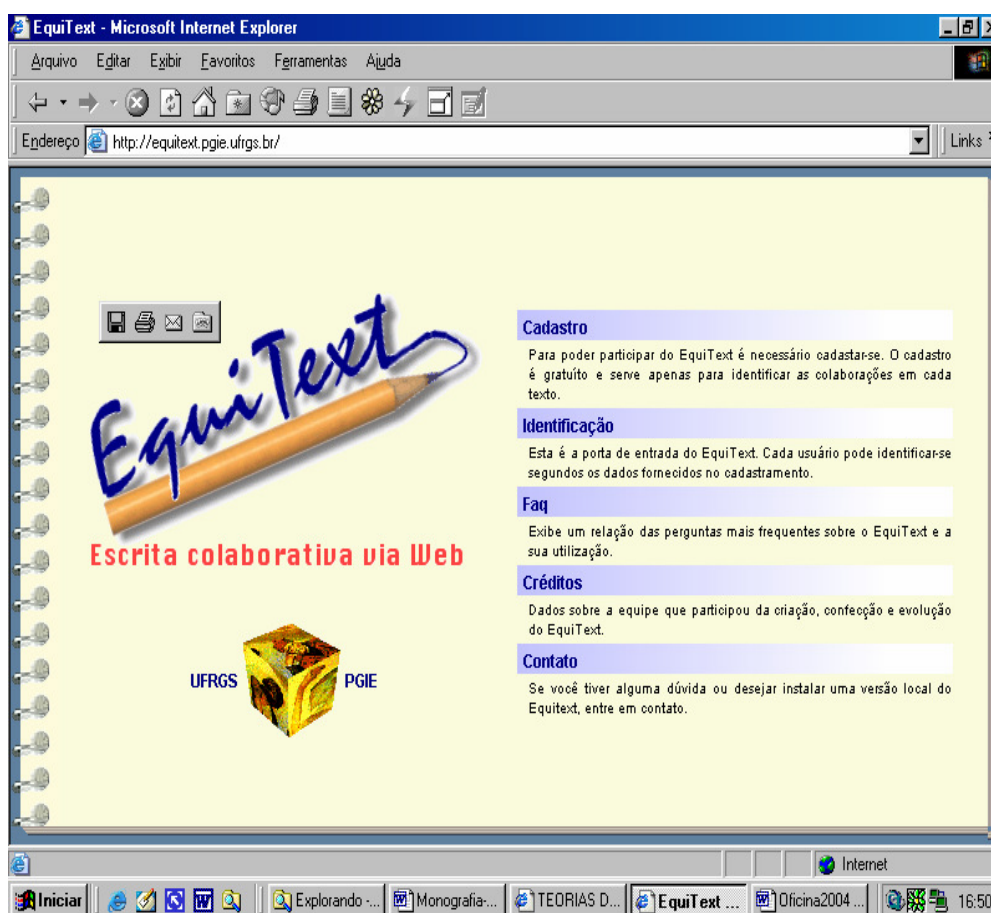 EquiText - Microsoft Internet Explorer
Arquivo Editar Exibir Favoritos Ferramentas Ajuda
Endereço http://equitext.pgie.ufrgs.br/ Links
EquiText
Escrita colaborativa via Web
UFRGS PGIE
Cadastro
Para poder participar do EquiText é necessário cadastar-se. O cadastro
é gratuíto e serve apenas para identificar as colaborações em cada
texto.
Identificação
Esta é a porta de entrada do EquiText. Cada usuário pode identificar-se
segundos os dados fornecidos no cadastramento.
Faq
Exibe um relação das perguntas mais frequentes sobre o EquiText e a
sua utilização.
Créditos
Dados sobre a equipe que participou da criação, confecção e evolução
do EquiText.
Contato
Se você tiver alguma dúvida ou desejar instalar uma versão local do
Equitext, entre em contato.
Internet
Iniciar Explorando -... Monografia-... TEORIAS D... EquiText ... Oficina2004 ... 16:50